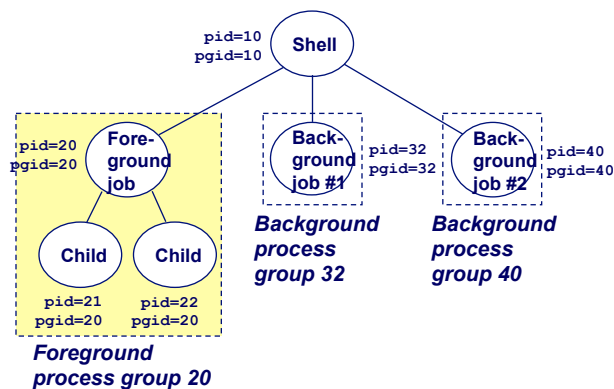 pid=10
pgid=10
Shell
pid=20
pgid=20
Fore-
ground
job
Back-
ground
job #1
pid=32
pgid=32
Back-
ground
job #2
pid=40
pgid=40
Background
process
group 32
Background
process
group 40
Child
Child
pid=21
pgid=20
pid=22
pgid=20
Foreground
process group 20